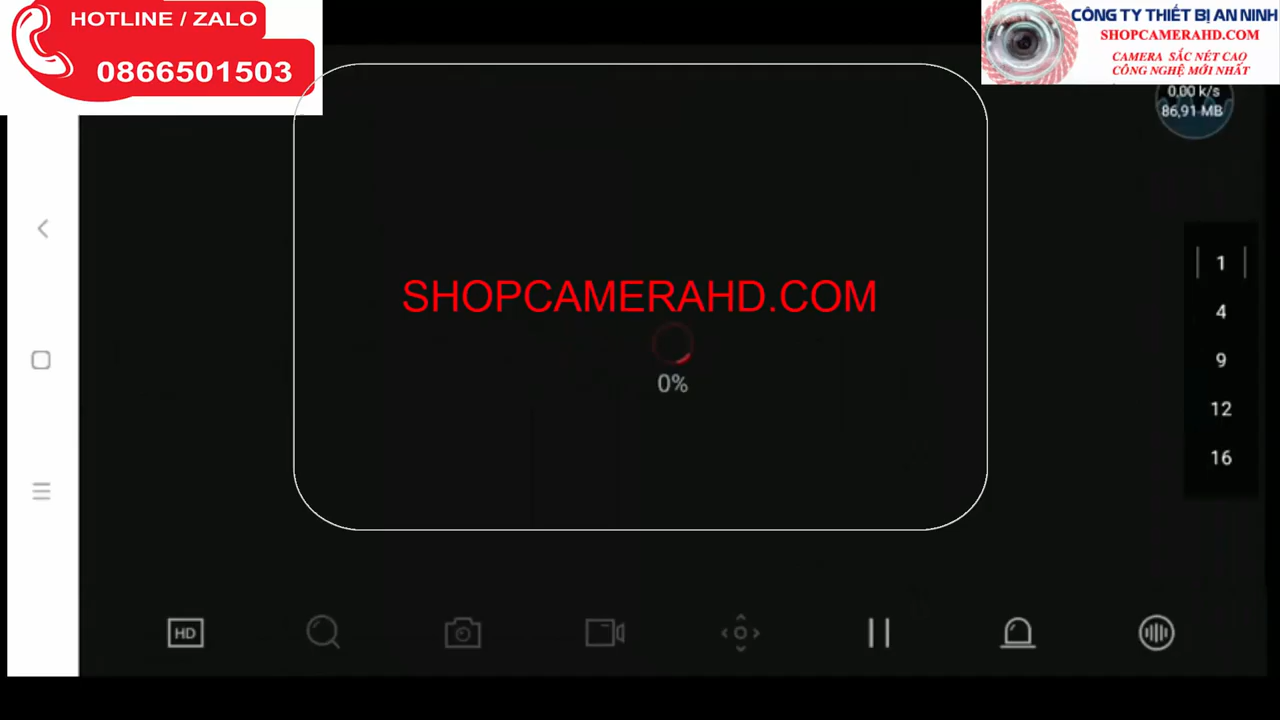 HOTLINE / ZALO
0866501503
CÔNG TY THIẾT BỊ AN NINH
SHOPCAMERAHD.COM
CAMERA SẮC NÉT CAO
CÔNG NGHỆ MỚI NHẤT
0,00 k/s
86,91 MB
SHOPCAMERAHD.COM
0%
1
4
9
12
16
HD